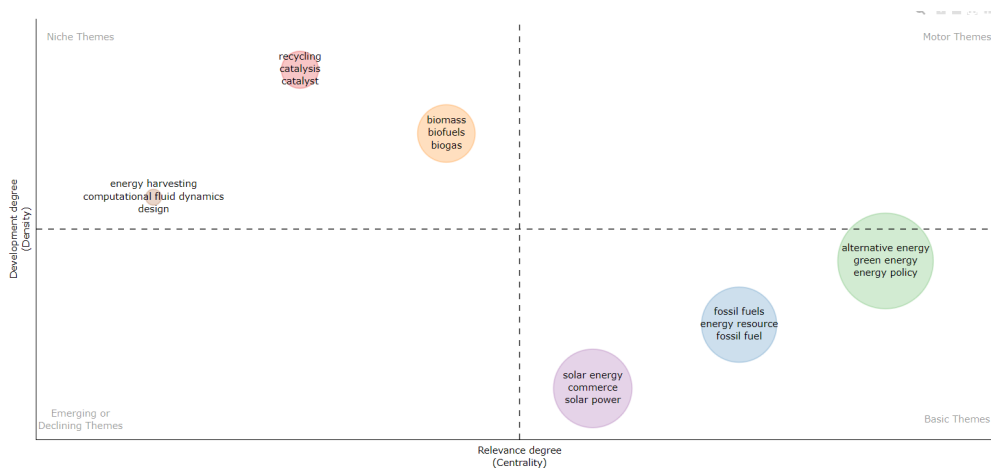 Niche Themes
Motor Themes
recycling
catalysis
catalyst
biomass
biofuels
biogas
energy harvesting
computational fluid dynamics
design
Development degree
(Density)
alternative energy
green energy
energy policy
fossil fuels
energy resource
fossil fuel
solar energy
commerce
solar power
Emerging or
Declining Themes
Basic Themes
Relevance degree
(Centrality)